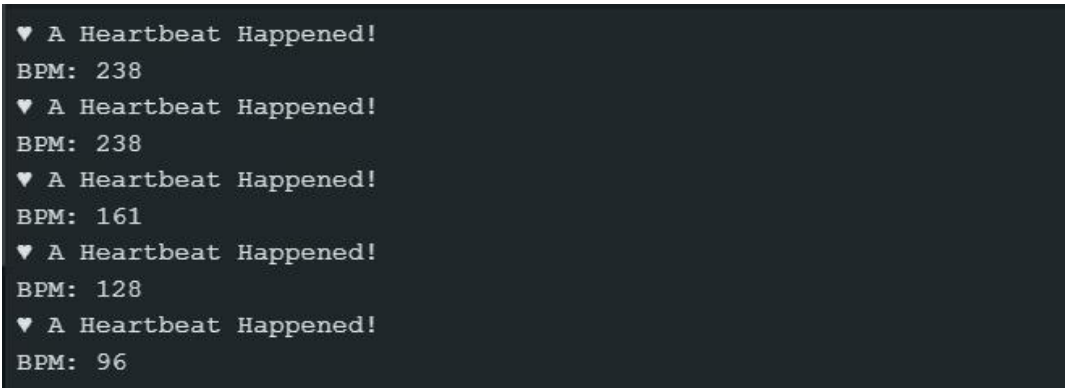 ♥ A Heartbeat Happened!
BPM: 238
♥ A Heartbeat Happened!
BPM: 238
♥ A Heartbeat Happened!
BPM: 161
♥ A Heartbeat Happened!
BPM: 128
♥ A Heartbeat Happened!
BPM: 96